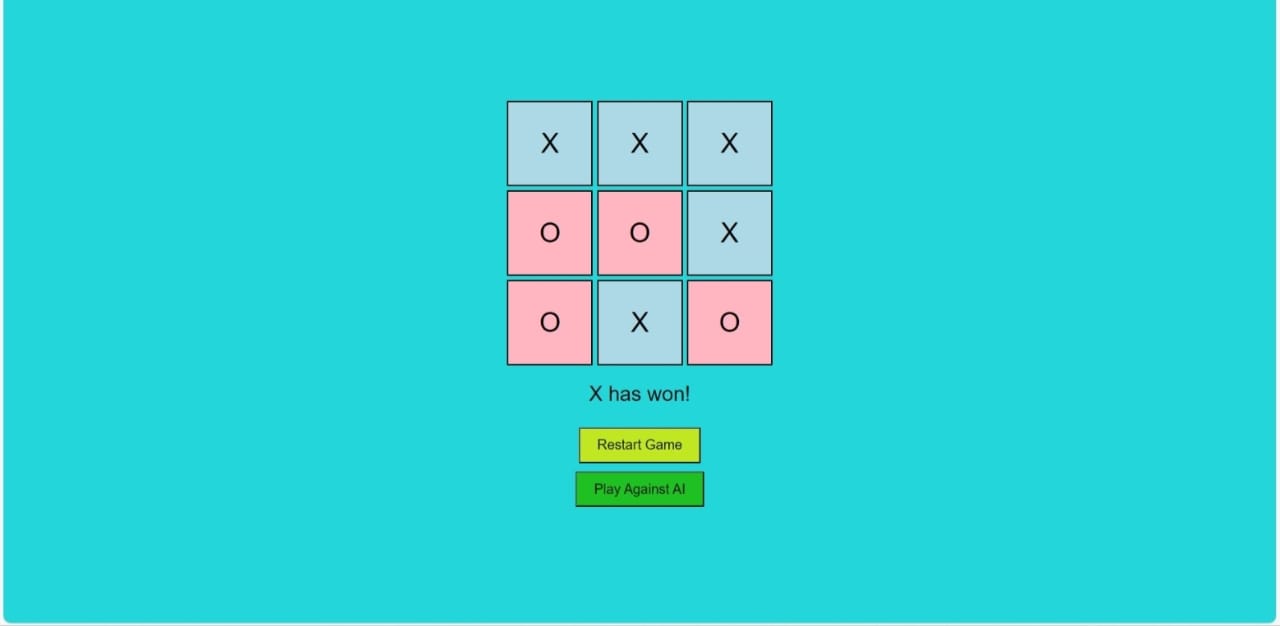 X X X
O O X
O X O
X has won!
Restart Game
Play Against AI